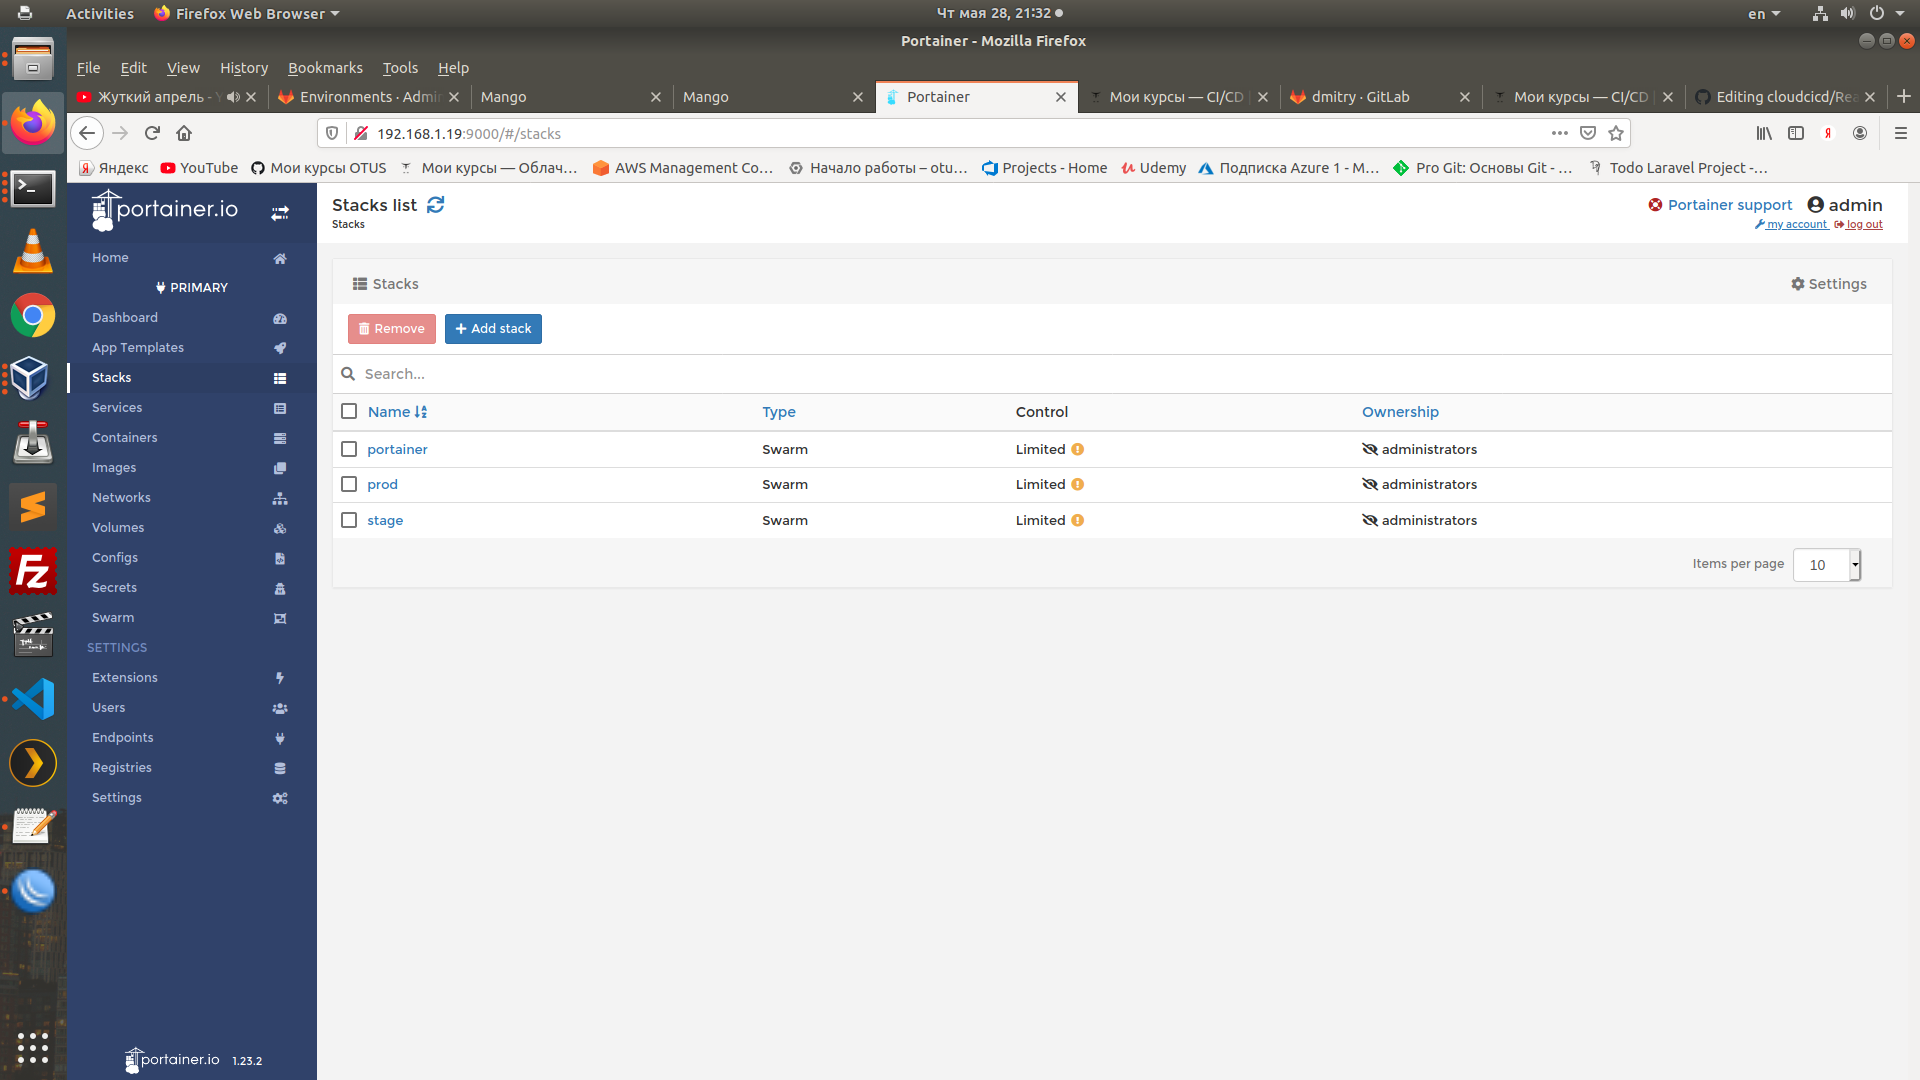 Activities Firefox Web Browser Чт мая 28, 21:32 en
Portainer - Mozilla Firefox
File Edit View History Bookmarks Tools Help
Жуткий апрель - Environments · Admin Mango Mango Portainer Мои курсы — CI/CD dmitry · GitLab Мои курсы — CI/CD Editing cloudcicd/Rea
192.168.1.19:9000/#/stacks
Яндекс YouTube Мои курсы OTUS Мои курсы — Облач… AWS Management Co… Начало работы – otu… Projects - Home Udemy Подписка Azure 1 - M… Pro Git: Основы Git - … Todo Laravel Project -…
portainer.io
Stacks list
Stacks
Portainer support admin
my account log out
Home
PRIMARY
Dashboard
App Templates
Stacks
Services
Containers
Images
Networks
Volumes
Configs
Secrets
Swarm
SETTINGS
Extensions
Users
Endpoints
Registries
Settings
portainer.io 1.23.2
Stacks Settings
Remove Add stack
Search...
Name Type Control Ownership
portainer Swarm Limited administrators
prod Swarm Limited administrators
stage Swarm Limited administrators
Items per page 10